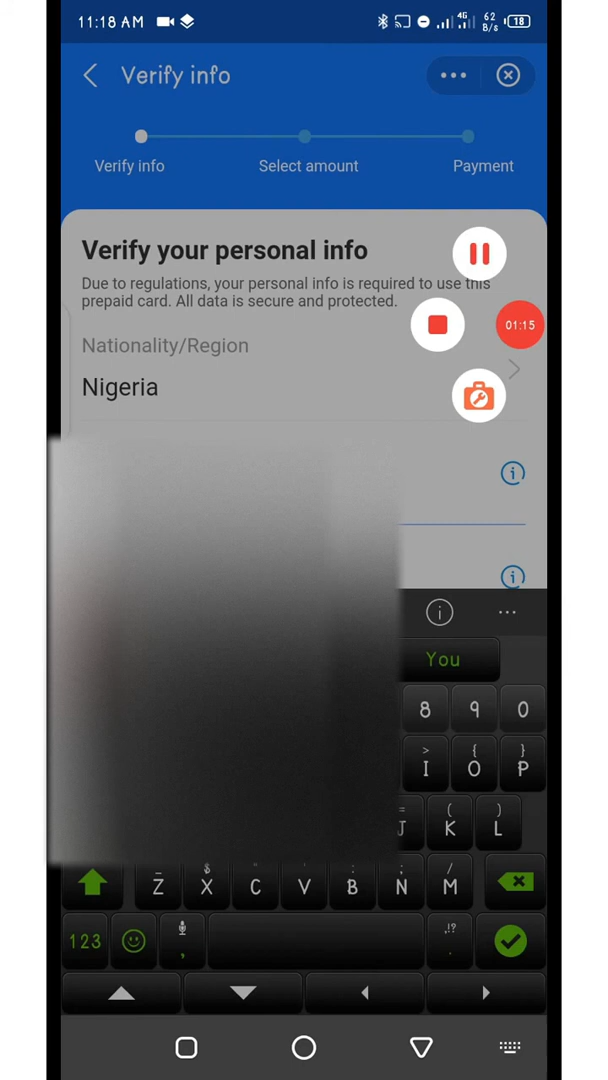 11:18 AM
4G
62
B/s
18
Verify info
Verify info Select amount Payment
Verify your personal info
Due to regulations, your personal info is required to use this
prepaid card. All data is secure and protected.
01:15
Nationality/Region
Nigeria
You
8 9 0
> { }
I O P
= ( )
J K L
_ $ " ' : ; /
Z X C V B N M
123 , ,!? .